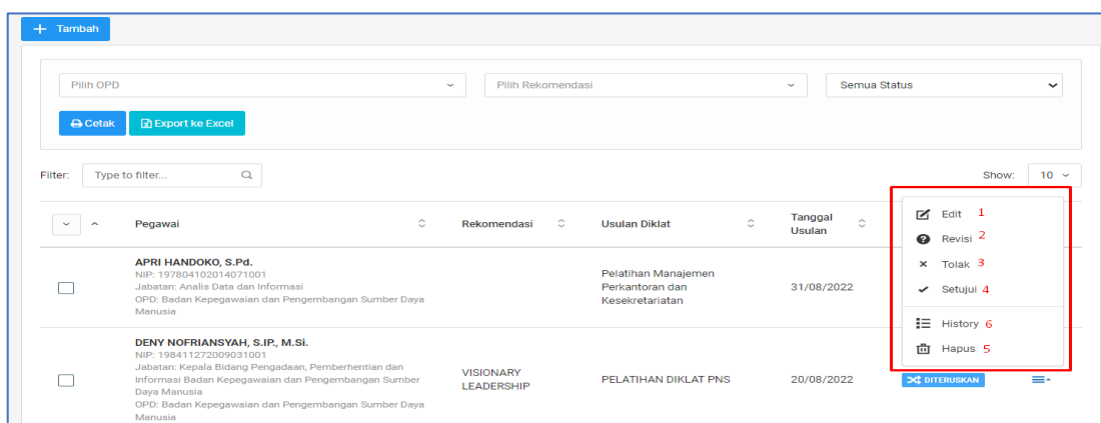 + Tambah
Pilih OPD
Pilih Rekomendasi
Semua Status
Cetak
Export ke Excel
Filter: Type to filter...
Show: 10
Pegawai Rekomendasi Usulan Diklat Tanggal
Usulan
Edit 1
Revisi 2
Tolak 3
Setujui 4
History 6
Hapus 5
APRI HANDOKO, S.Pd.
NIP: 197804102014071001
Jabatan: Analis Data dan Informasi
OPD: Badan Kepegawaian dan Pengembangan Sumber Daya
Manusia
Pelatihan Manajemen
Perkantoran dan
Kesekretariatan
31/08/2022
DENY NOFRIANSYAH, S.IP., M.Si.
NIP: 198411272009031001
Jabatan: Kepala Bidang Pengadaan, Pemberhentian dan
Informasi Badan Kepegawaian dan Pengembangan Sumber
Daya Manusia
OPD: Badan Kepegawaian dan Pengembangan Sumber Daya
Manusia
VISIONARY
LEADERSHIP
PELATIHAN DIKLAT PNS
20/08/2022
DITERUSKAN